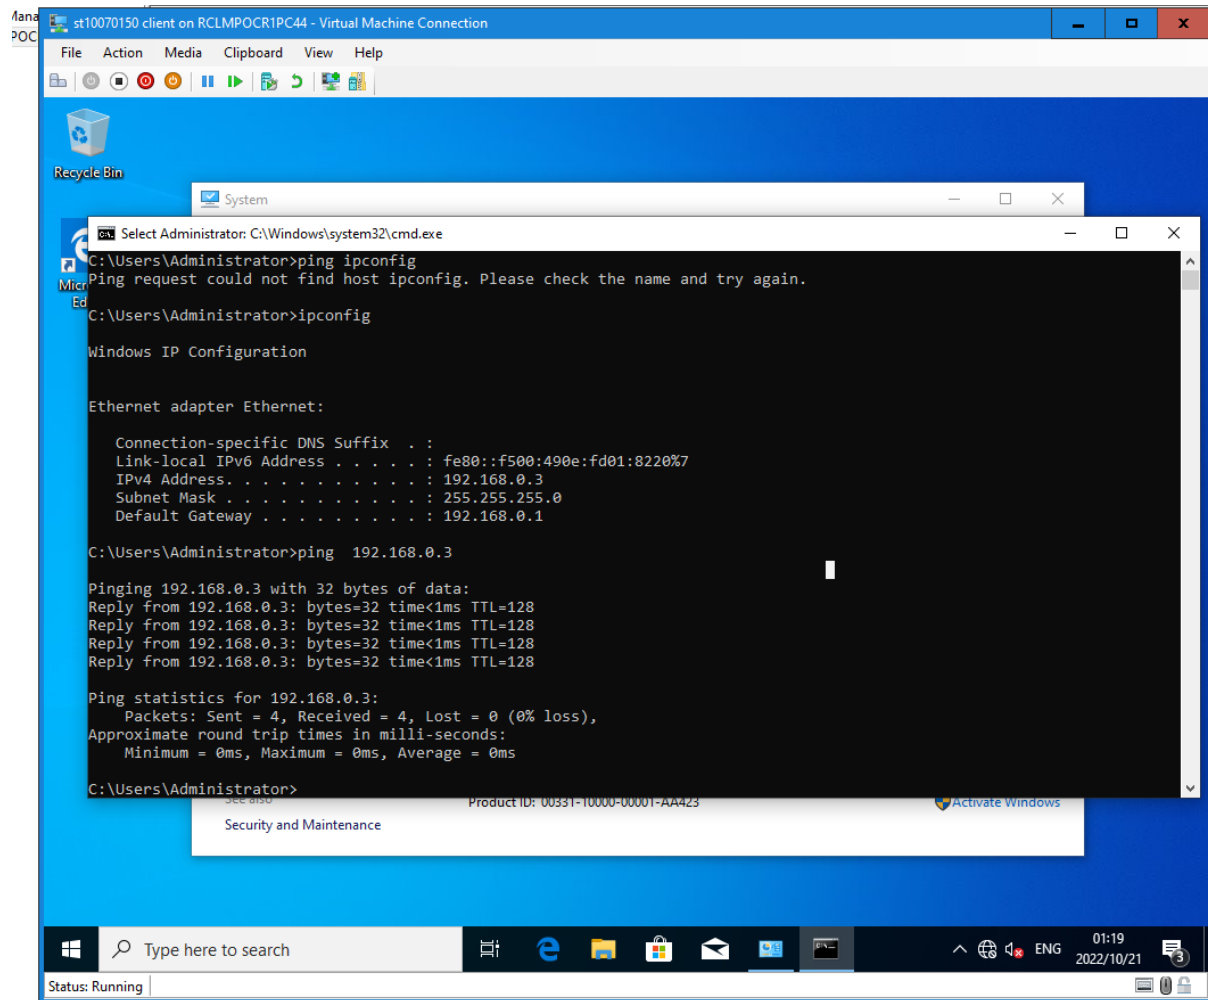 st10070150 client on RCLMPOCR1PC44 - Virtual Machine Connection
File Action Media Clipboard View Help
Recycle Bin
System
Select Administrator: C:\Windows\system32\cmd.exe
C:\Users\Administrator>ping ipconfig
Ping request could not find host ipconfig. Please check the name and try again.
C:\Users\Administrator>ipconfig
Windows IP Configuration
Ethernet adapter Ethernet:
Connection-specific DNS Suffix . :
Link-local IPv6 Address . . . . . : fe80::f500:490e:fd01:8220%7
IPv4 Address. . . . . . . . . . . : 192.168.0.3
Subnet Mask . . . . . . . . . . . : 255.255.255.0
Default Gateway . . . . . . . . . : 192.168.0.1
C:\Users\Administrator>ping  192.168.0.3
Pinging 192.168.0.3 with 32 bytes of data:
Reply from 192.168.0.3: bytes=32 time<1ms TTL=128
Reply from 192.168.0.3: bytes=32 time<1ms TTL=128
Reply from 192.168.0.3: bytes=32 time<1ms TTL=128
Reply from 192.168.0.3: bytes=32 time<1ms TTL=128
Ping statistics for 192.168.0.3:
Packets: Sent = 4, Received = 4, Lost = 0 (0% loss),
Approximate round trip times in milli-seconds:
Minimum = 0ms, Maximum = 0ms, Average = 0ms
C:\Users\Administrator>
See also
Product ID: 00331-10000-00001-AA423
Activate Windows
Security and Maintenance
Type here to search
ENG
01:19
2022/10/21
3
Status: Running